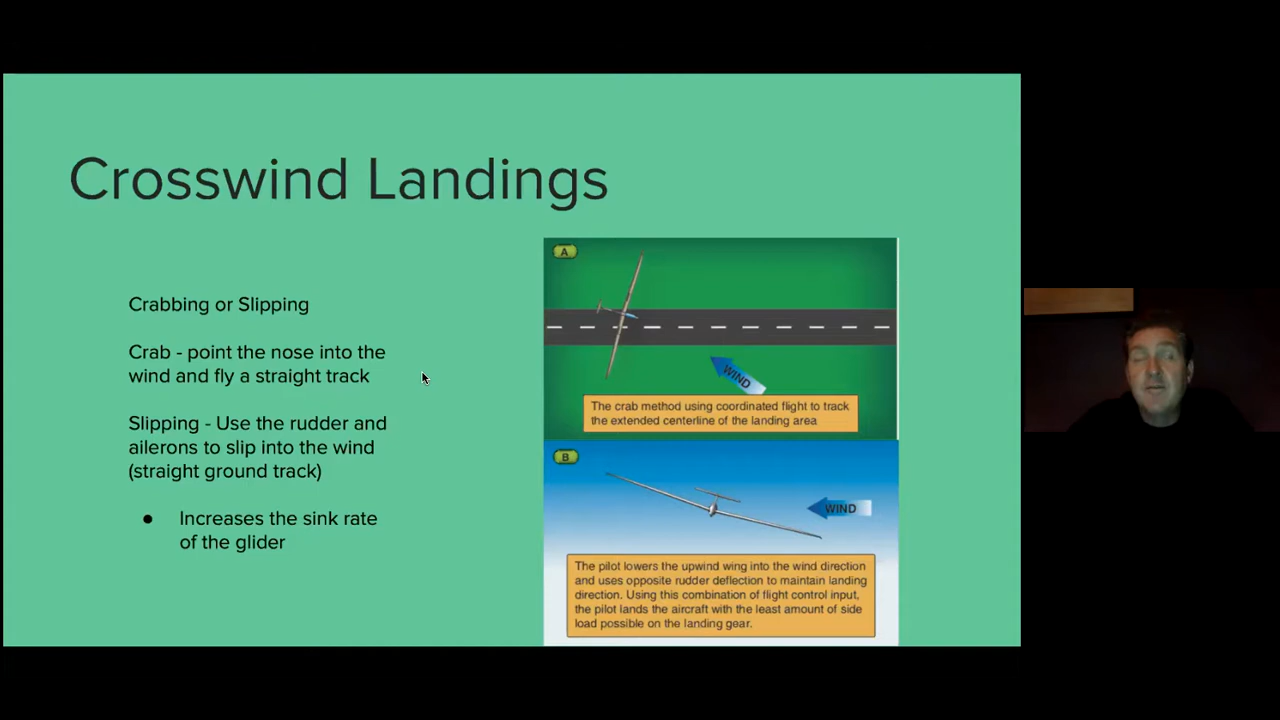 Crosswind Landings
Crabbing or Slipping
Crab - point the nose into the
wind and fly a straight track
Slipping - Use the rudder and
ailerons to slip into the wind
(straight ground track)
● Increases the sink rate
of the glider
A
WIND
The crab method using coordinated flight to track
the extended centerline of the landing area
B
WIND
The pilot lowers the upwind wing into the wind direction
and uses opposite rudder deflection to maintain landing
direction. Using this combination of flight control input,
the pilot lands the aircraft with the least amount of side
load possible on the landing gear.